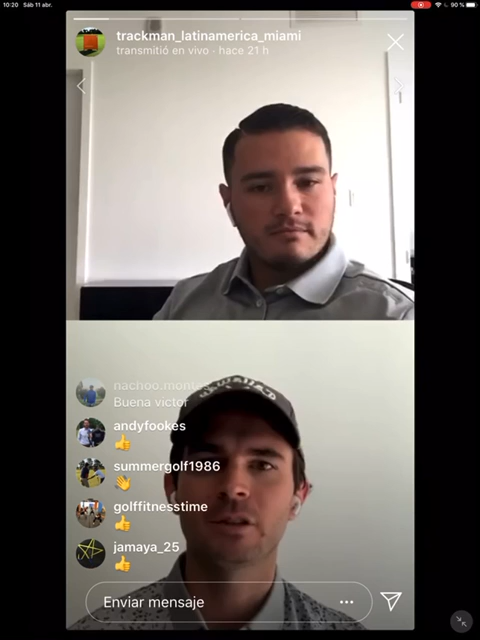 10:20 Sáb 11 abr.
90 %
trackman_latinamerica_miami
transmitió en vivo · hace 21 h
nachoo.montes
Buena victor
andyfookes
summergolf1986
golffitnesstime
jamaya_25
Enviar mensaje